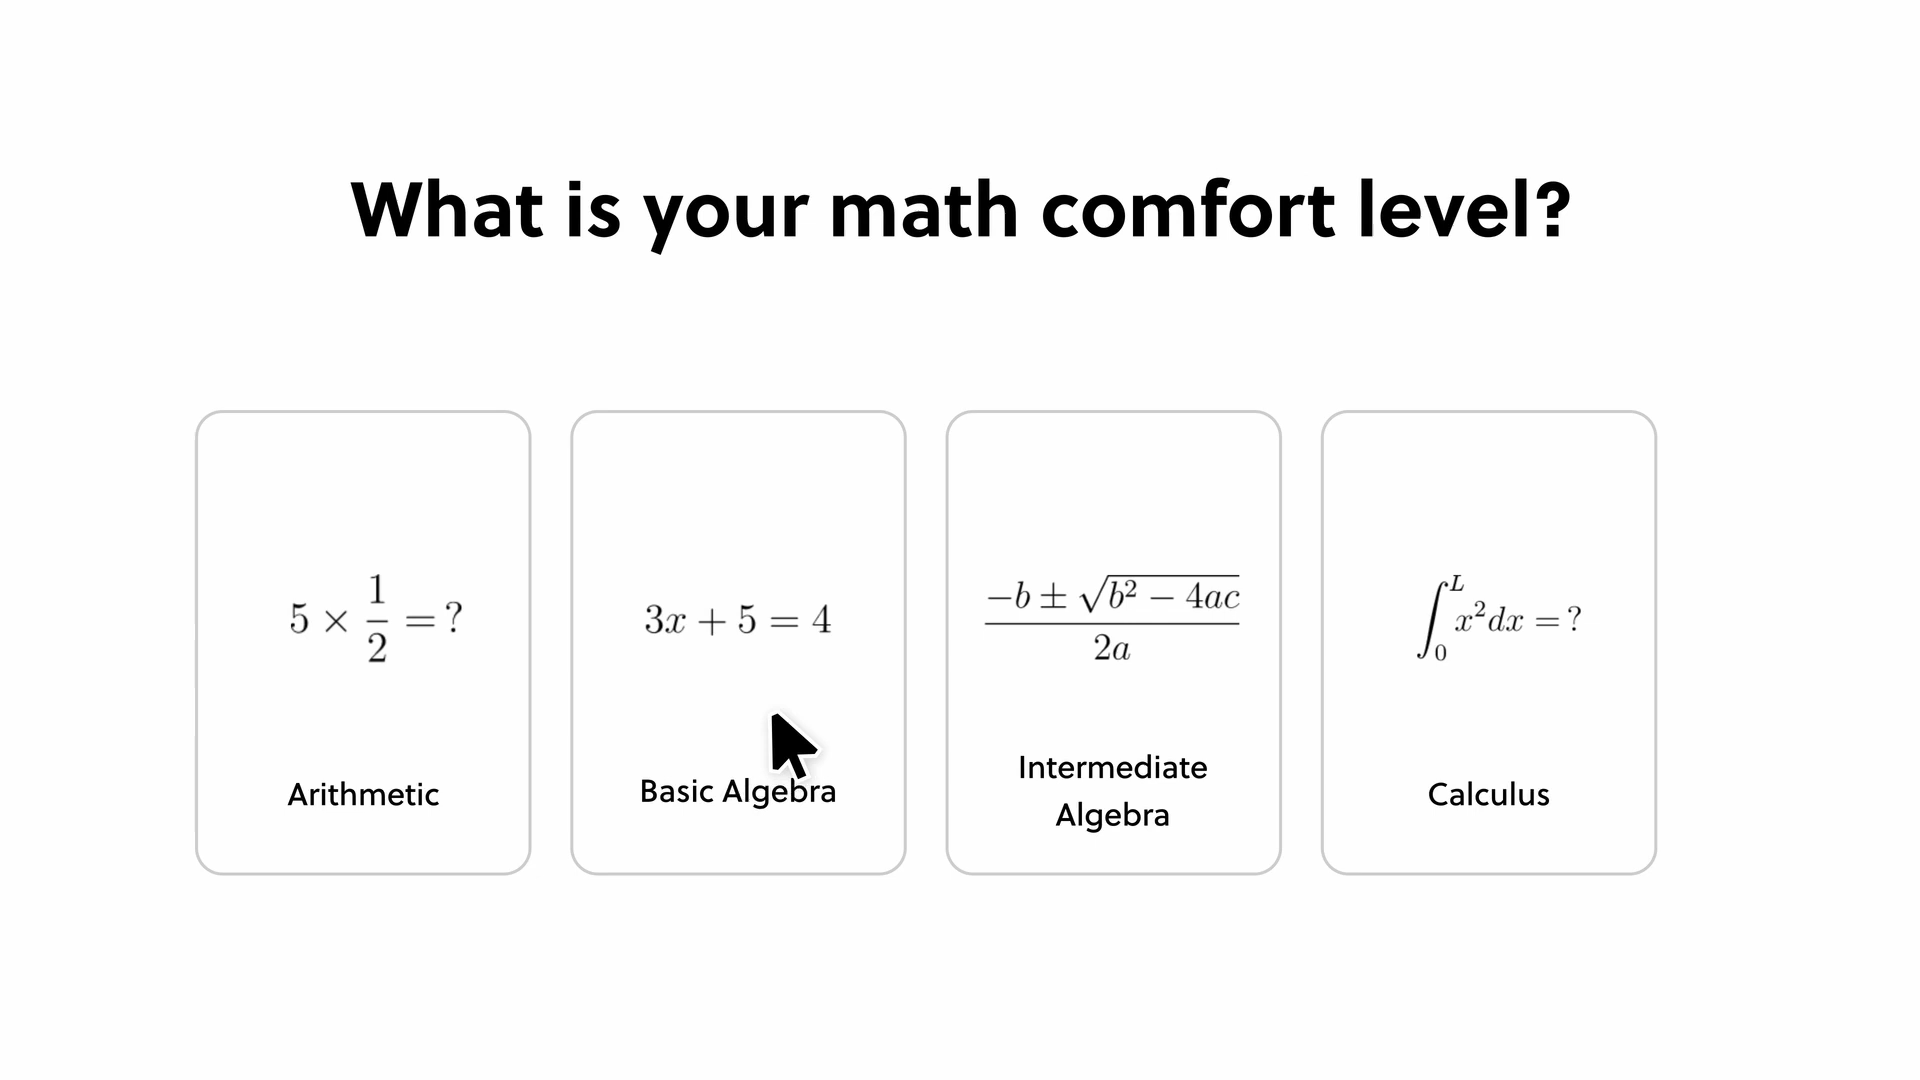 What is your math comfort level?
5 × 1/2 = ?
Arithmetic
3x + 5 = 4
Basic Algebra
(−b ± √(b² − 4ac)) / 2a
Intermediate
Algebra
∫₀ᴸ x²dx = ?
Calculus